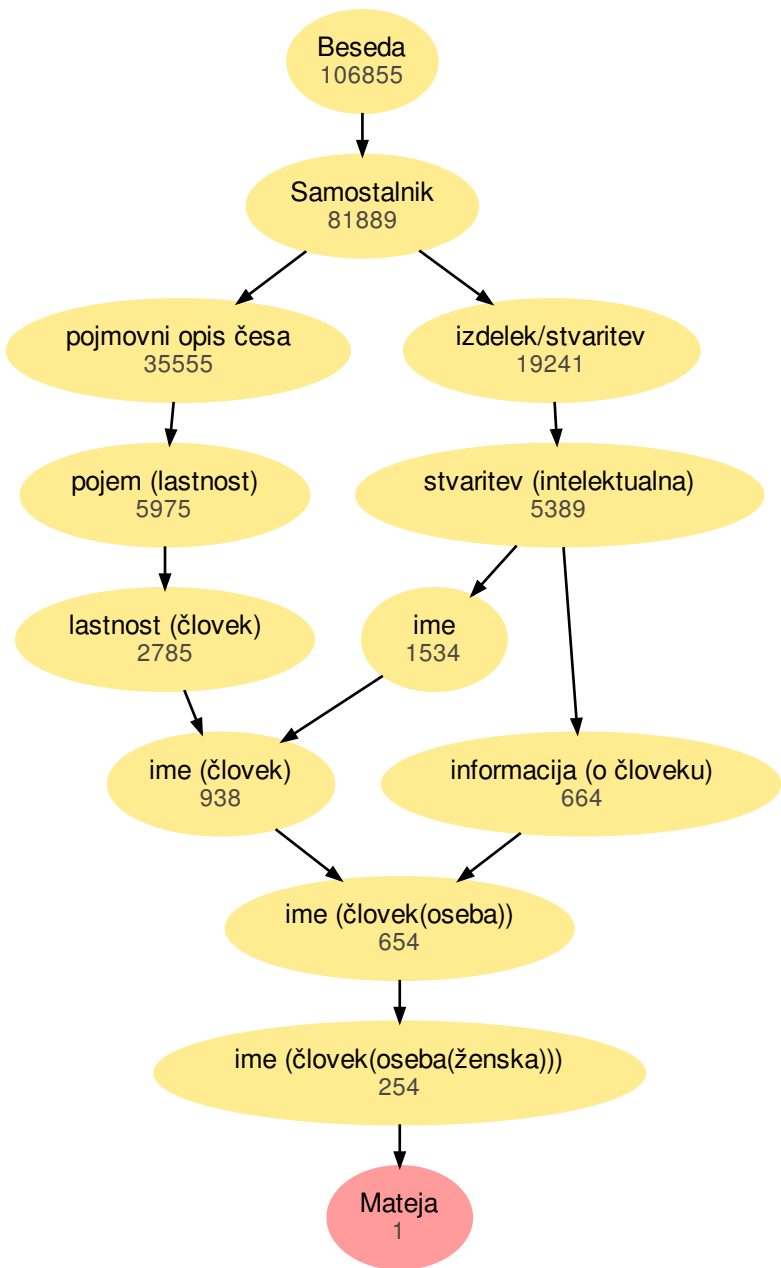 Beseda
106855
Samostalnik
81889
pojmovni opis česa
35555
izdelek/stvaritev
19241
pojem (lastnost)
5975
stvaritev (intelektualna)
5389
lastnost (človek)
2785
ime
1534
ime (človek)
938
informacija (o človeku)
664
ime (človek(oseba))
654
ime (človek(oseba(ženska)))
254
Mateja
1